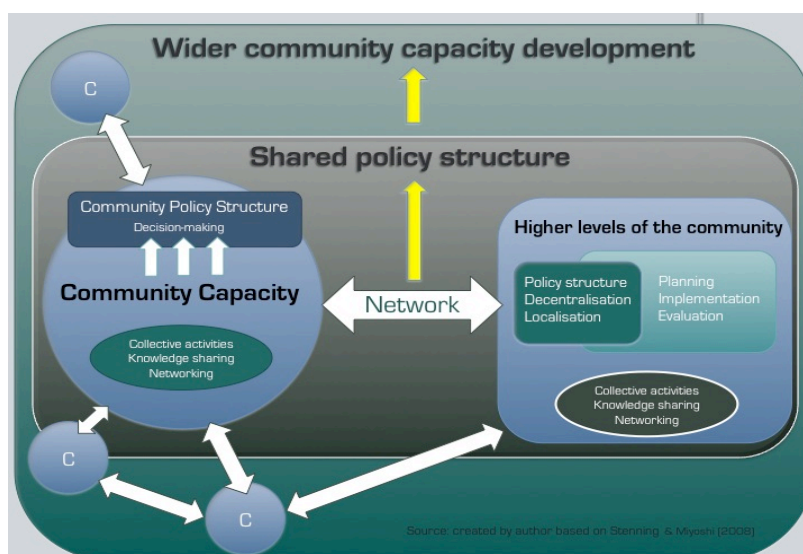 Wider community capacity development
C
Shared policy structure
Community Policy Structure
Decision-making
Community Capacity
Collective activities
Knowledge sharing
Networking
Network
Higher levels of the community
Policy structure
Decentralisation
Localisation
Planning
Implementation
Evaluation
Collective activities
Knowledge sharing
Networking
C
C
Source: created by author based on Stenning & Miyoshi [2008]